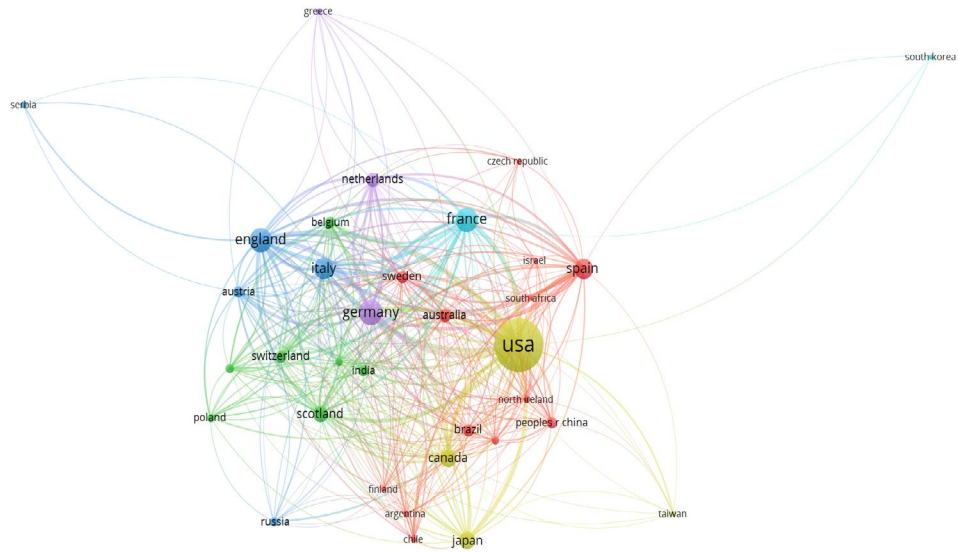 greece
south korea
serbia
czech republic
netherlands
belgium
france
england
israel
italy
spain
sweden
austria
south africa
germany
australia
usa
switzerland
india
north ireland
poland
scotland
peoples r china
brazil
canada
finland
argentina
taiwan
russia
chile
japan